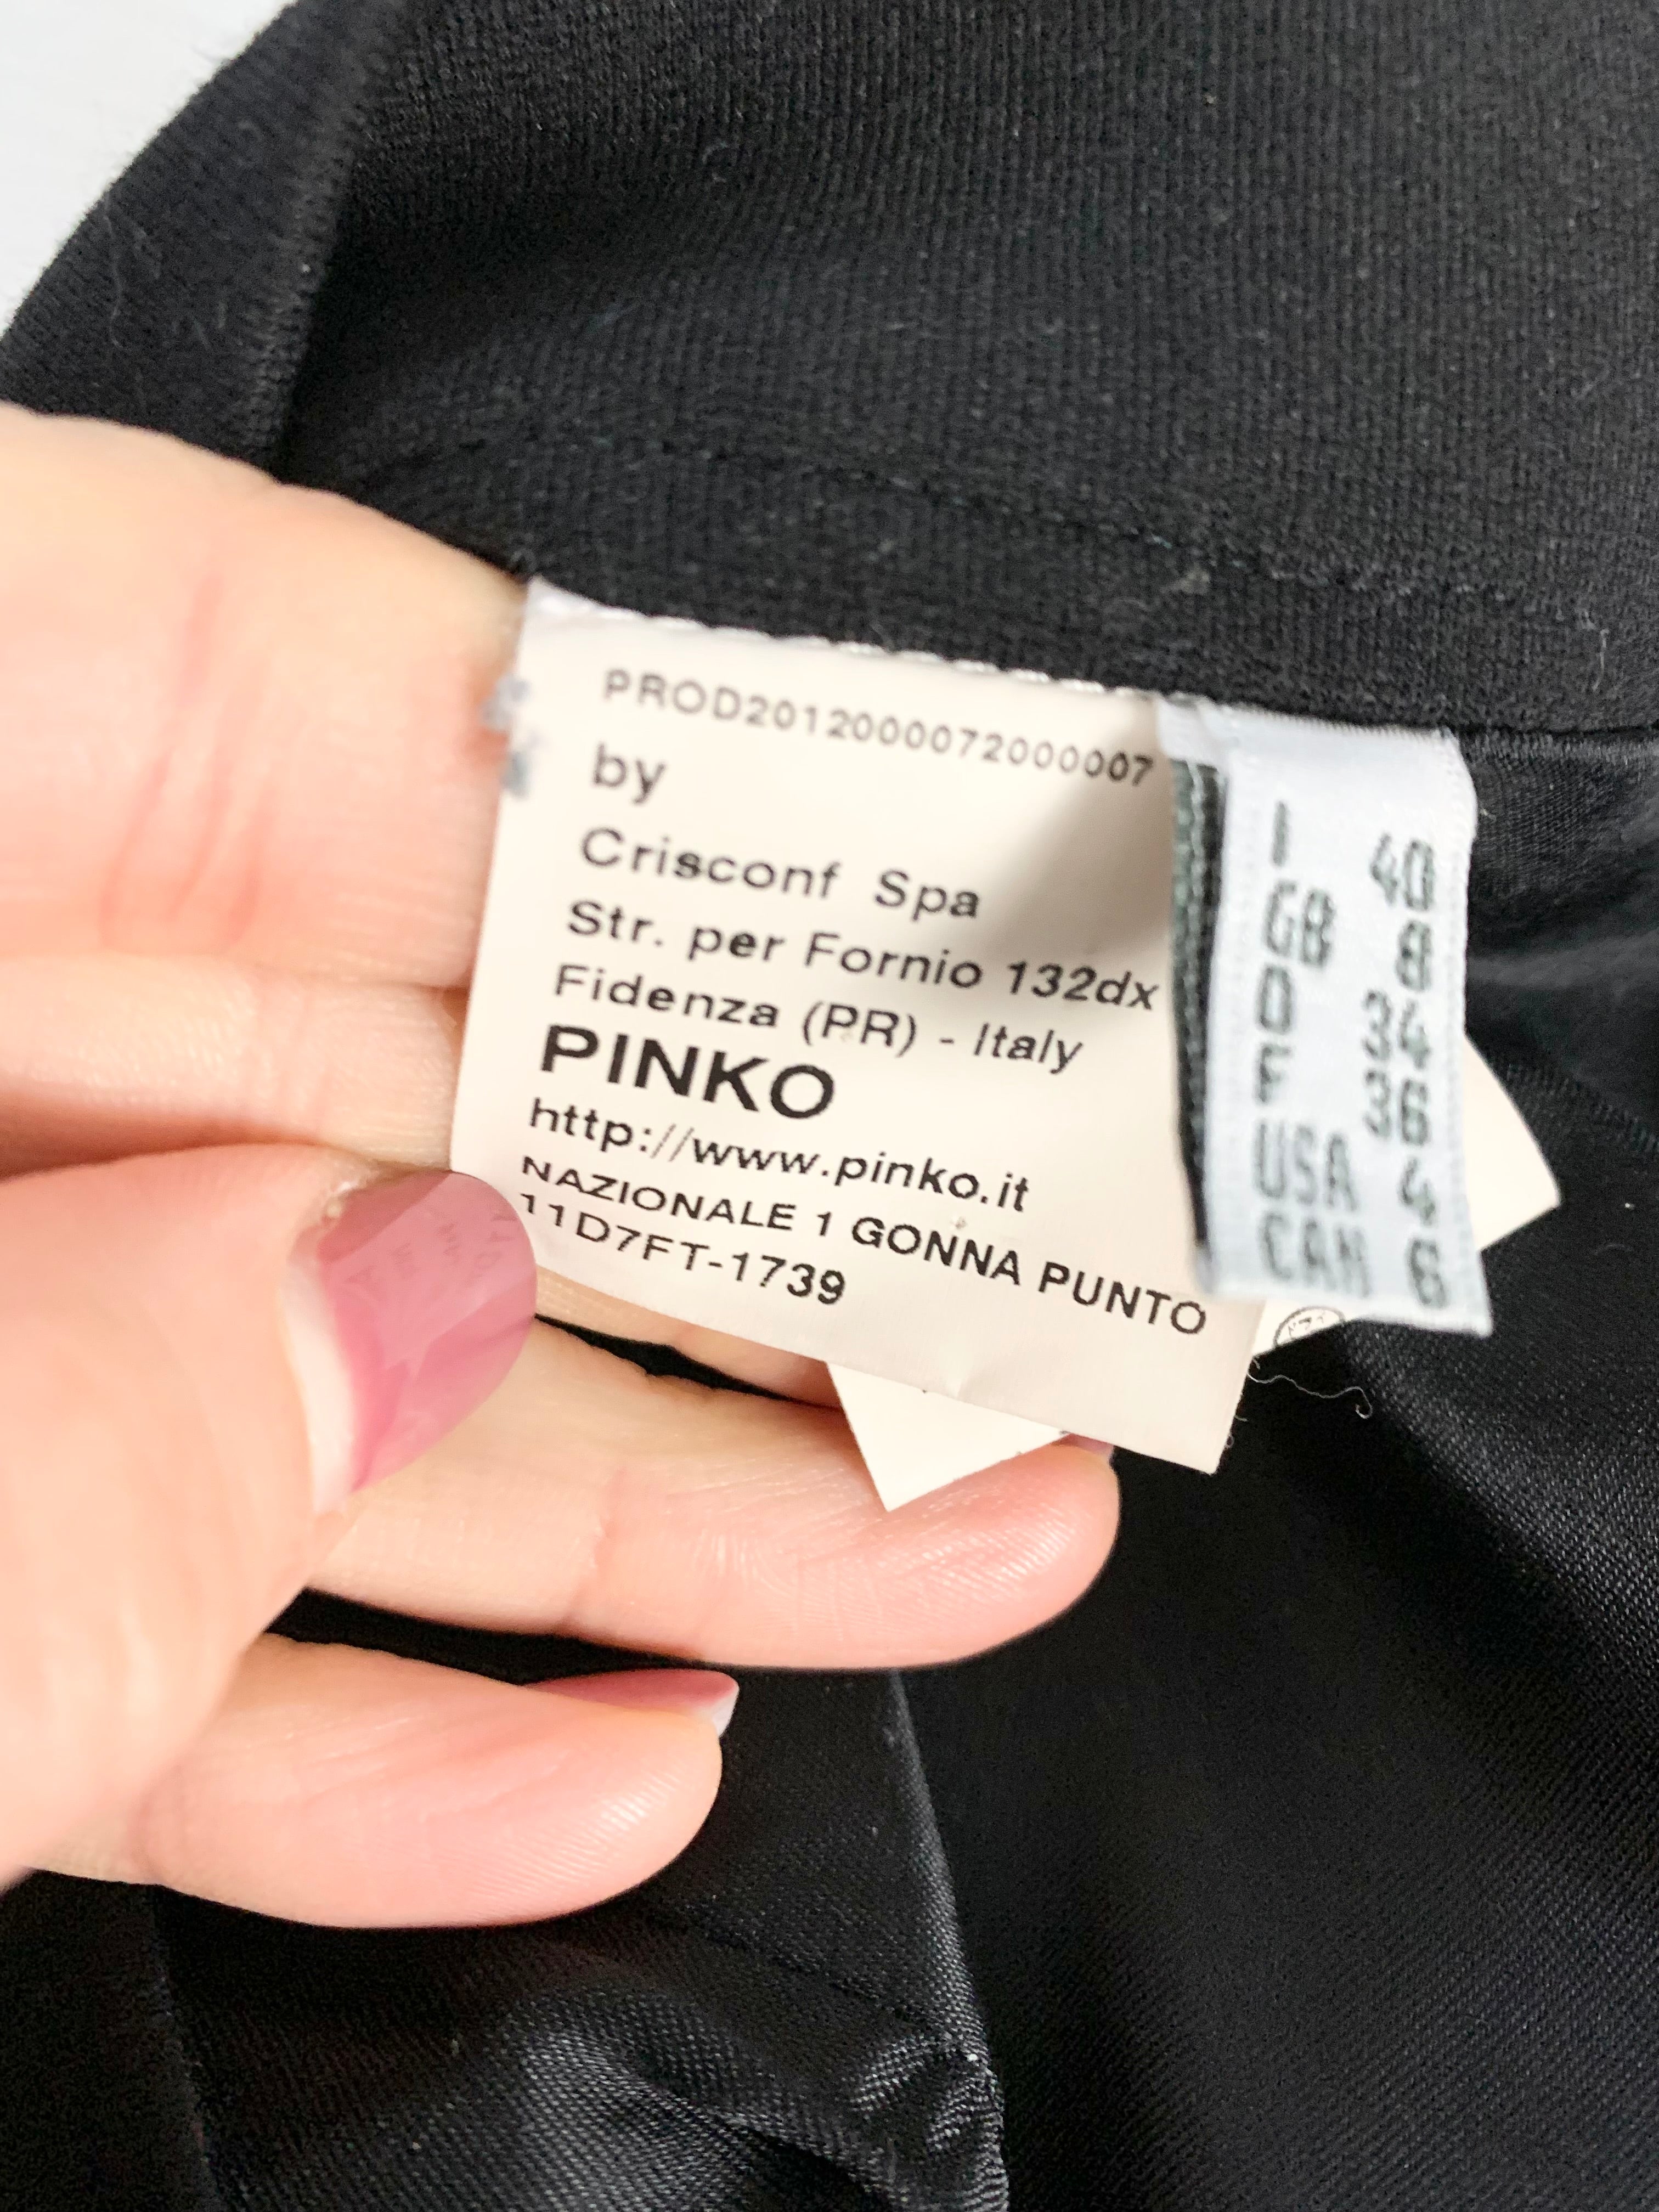 PROD2012000072000007
by
Crisconf Spa
Str. per Fornio 132dx
Fidenza (PR) - Italy
PINKO
http://www.pinko.it
NAZIONALE 1 GONNA PUNTO
11D7FT-1739
I 40
GB 8
D 34
F 36
USA 4
CAN 6